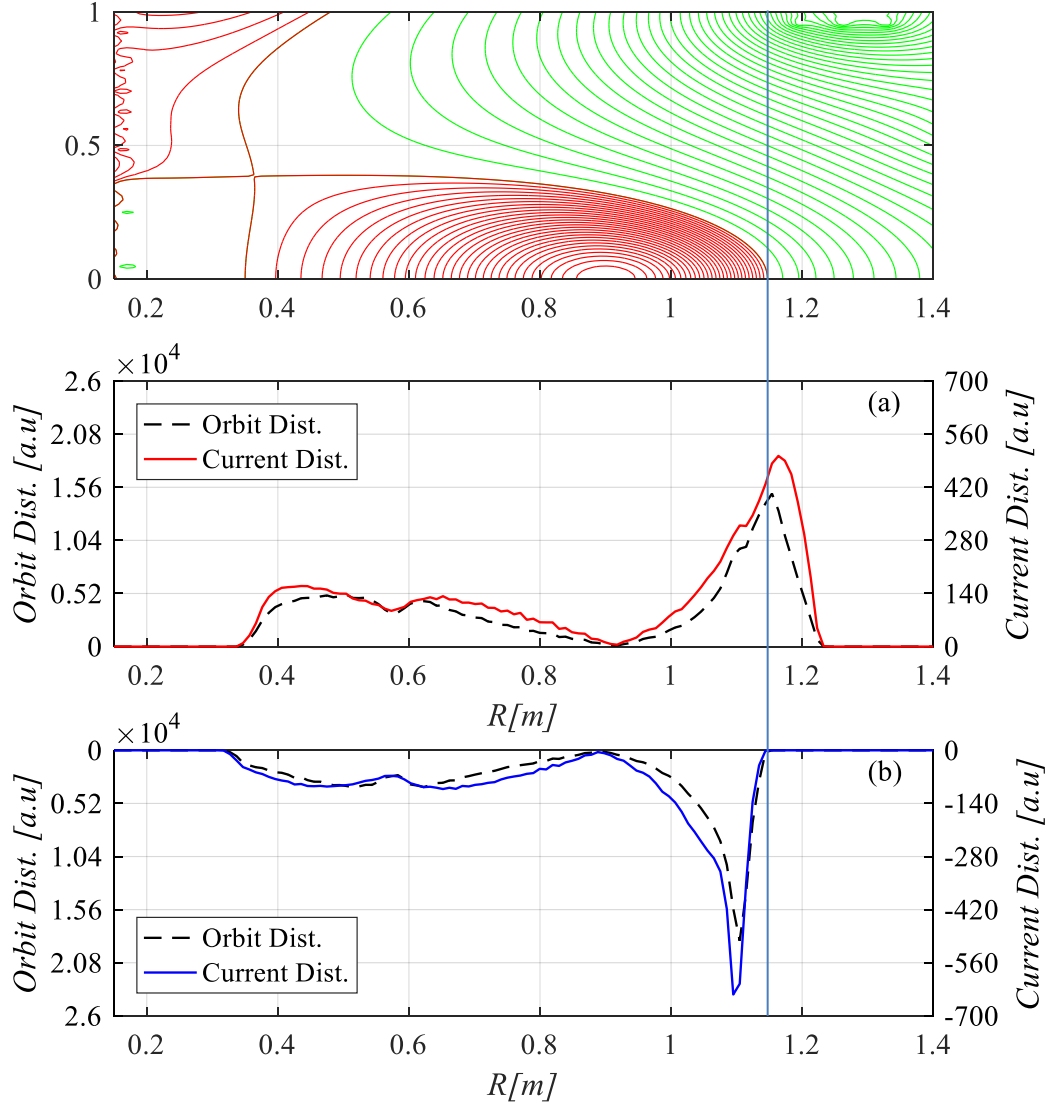 1
0.5
0
0.2 0.4 0.6 0.8 1 1.2 1.4
×10⁴
2.6 700
2.08 560
1.56 420
1.04 280
0.52 140
0 0
Orbit Dist. [a.u]
Orbit Dist.
Current Dist.
(a)
Current Dist. [a.u]
0.2 0.4 0.6 0.8 1 1.2 1.4
R[m]
×10⁴
0 0
0.52 -140
1.04 -280
1.56 -420
2.08 -560
2.6 -700
Orbit Dist. [a.u]
(b)
Orbit Dist.
Current Dist.
Current Dist. [a.u]
0.2 0.4 0.6 0.8 1 1.2 1.4
R[m]